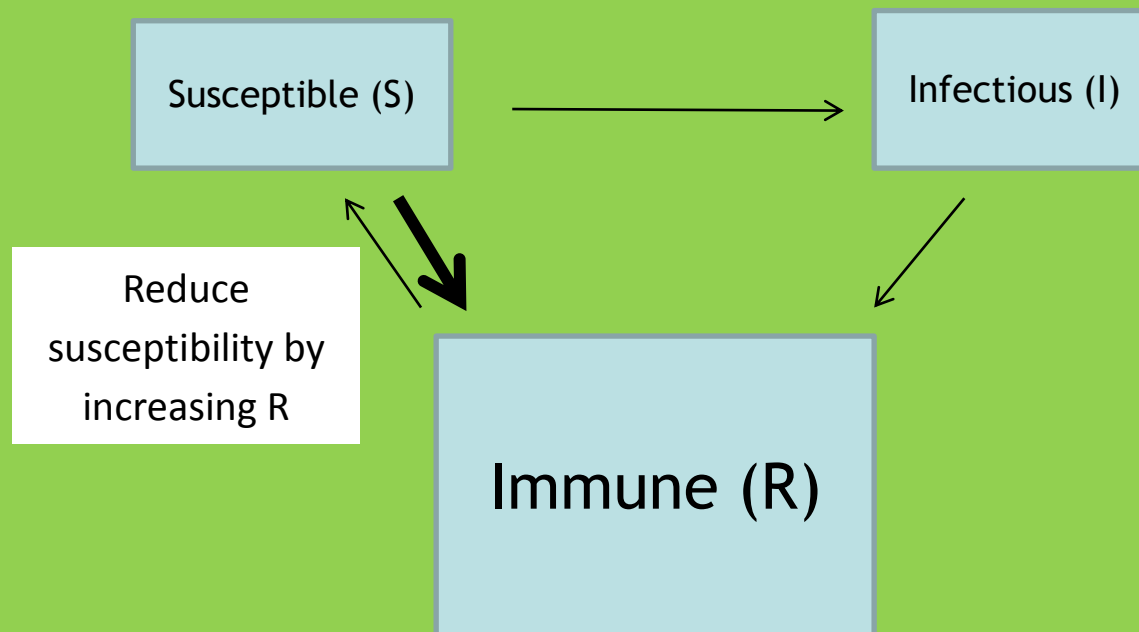 Susceptible (S)
Infectious (I)
Reduce
susceptibility by
increasing R
Immune (R)